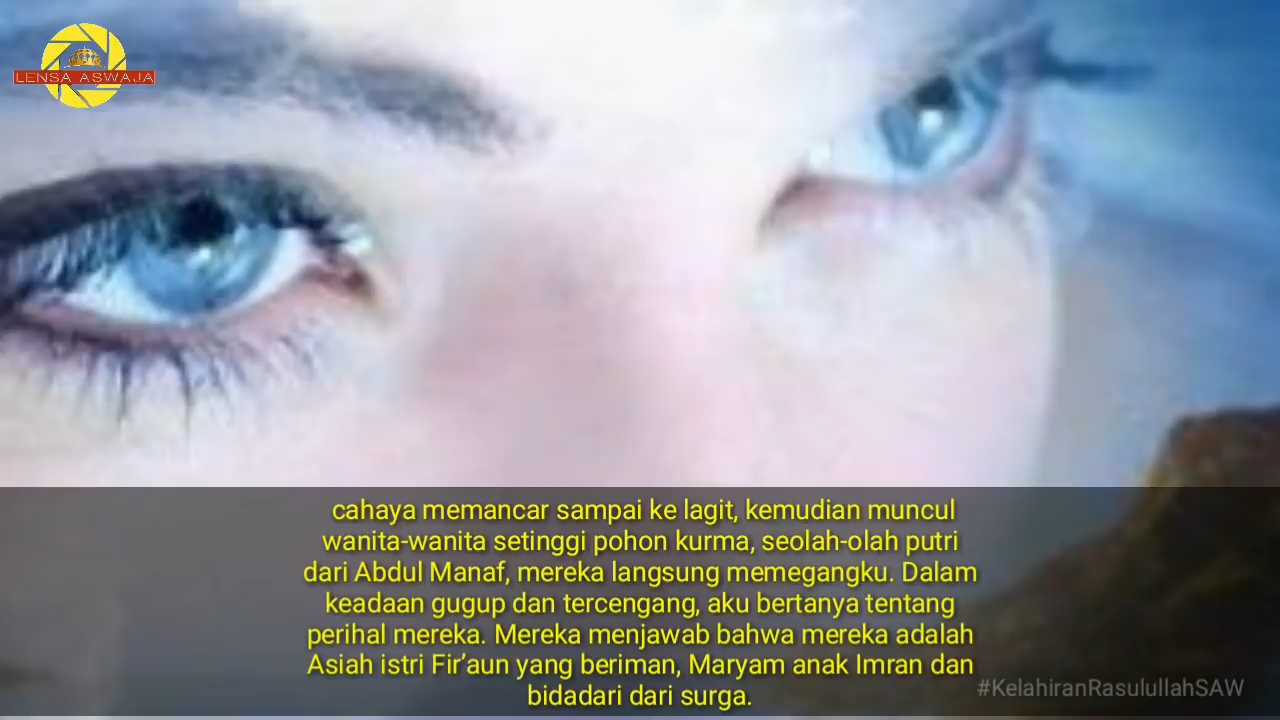 LENSA ASWAJA
cahaya memancar sampai ke lagit, kemudian muncul
wanita-wanita setinggi pohon kurma, seolah-olah putri
dari Abdul Manaf, mereka langsung memegangku. Dalam
keadaan gugup dan tercengang, aku bertanya tentang
perihal mereka. Mereka menjawab bahwa mereka adalah
Asiah istri Fir’aun yang beriman, Maryam anak Imran dan
bidadari dari surga.
#KelahiranRasulullahSAW